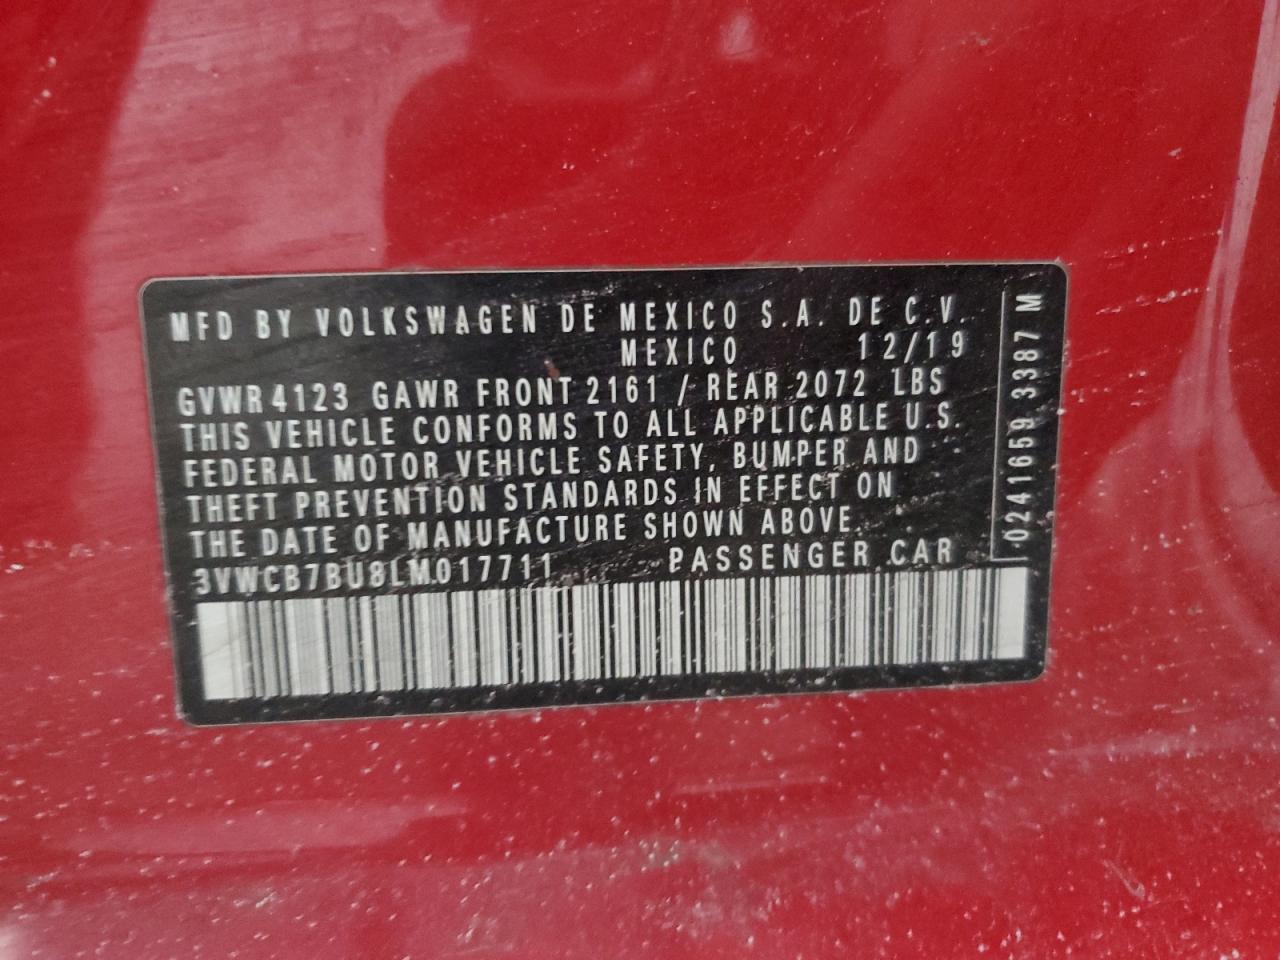 MFD BY VOLKSWAGEN DE MEXICO S.A. DE C.V.
MEXICO 12/19
GVWR 4123 GAWR FRONT 2161 / REAR 2072 LBS
THIS VEHICLE CONFORMS TO ALL APPLICABLE U.S.
FEDERAL MOTOR VEHICLE SAFETY, BUMPER AND
THEFT PREVENTION STANDARDS IN EFFECT ON
THE DATE OF MANUFACTURE SHOWN ABOVE.
3VWCB7BU8LM017711 PASSENGER CAR
0241659 3387 M